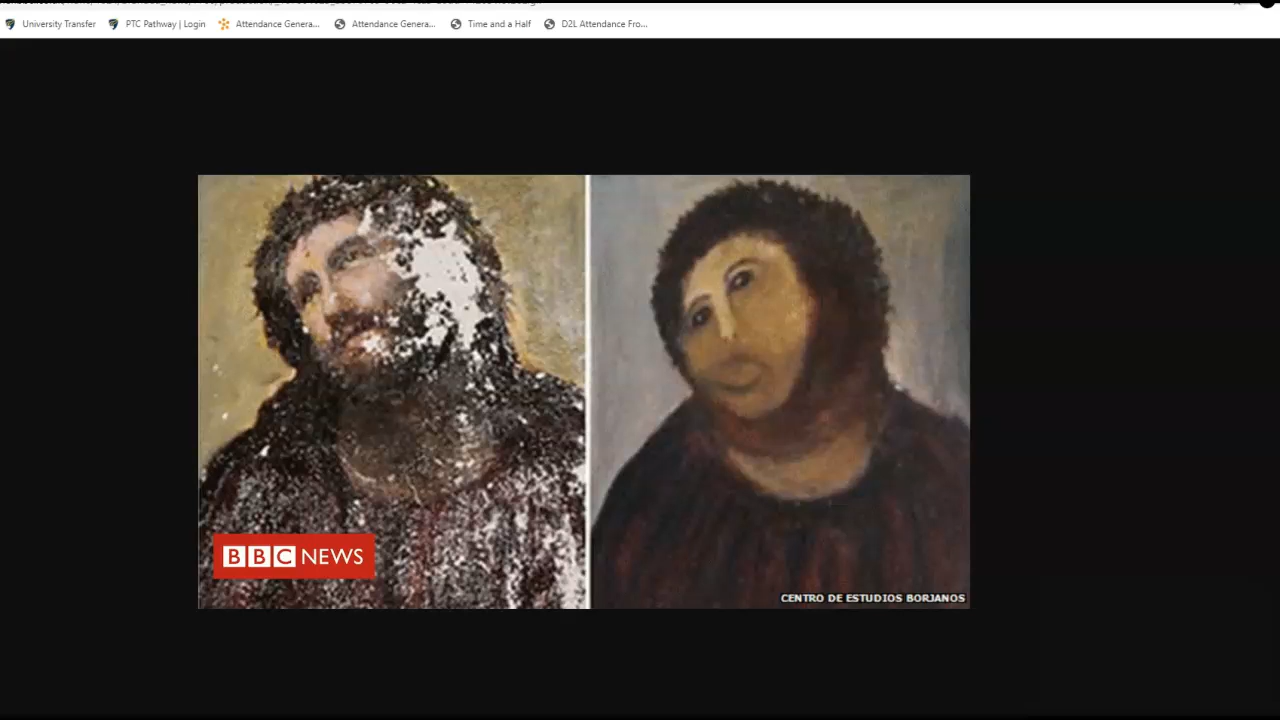 University Transfer
PTC Pathway | Login
Attendance Genera...
Attendance Genera...
Time and a Half
D2L Attendance Fro...
BBC NEWS
CENTRO DE ESTUDIOS BORJANOS